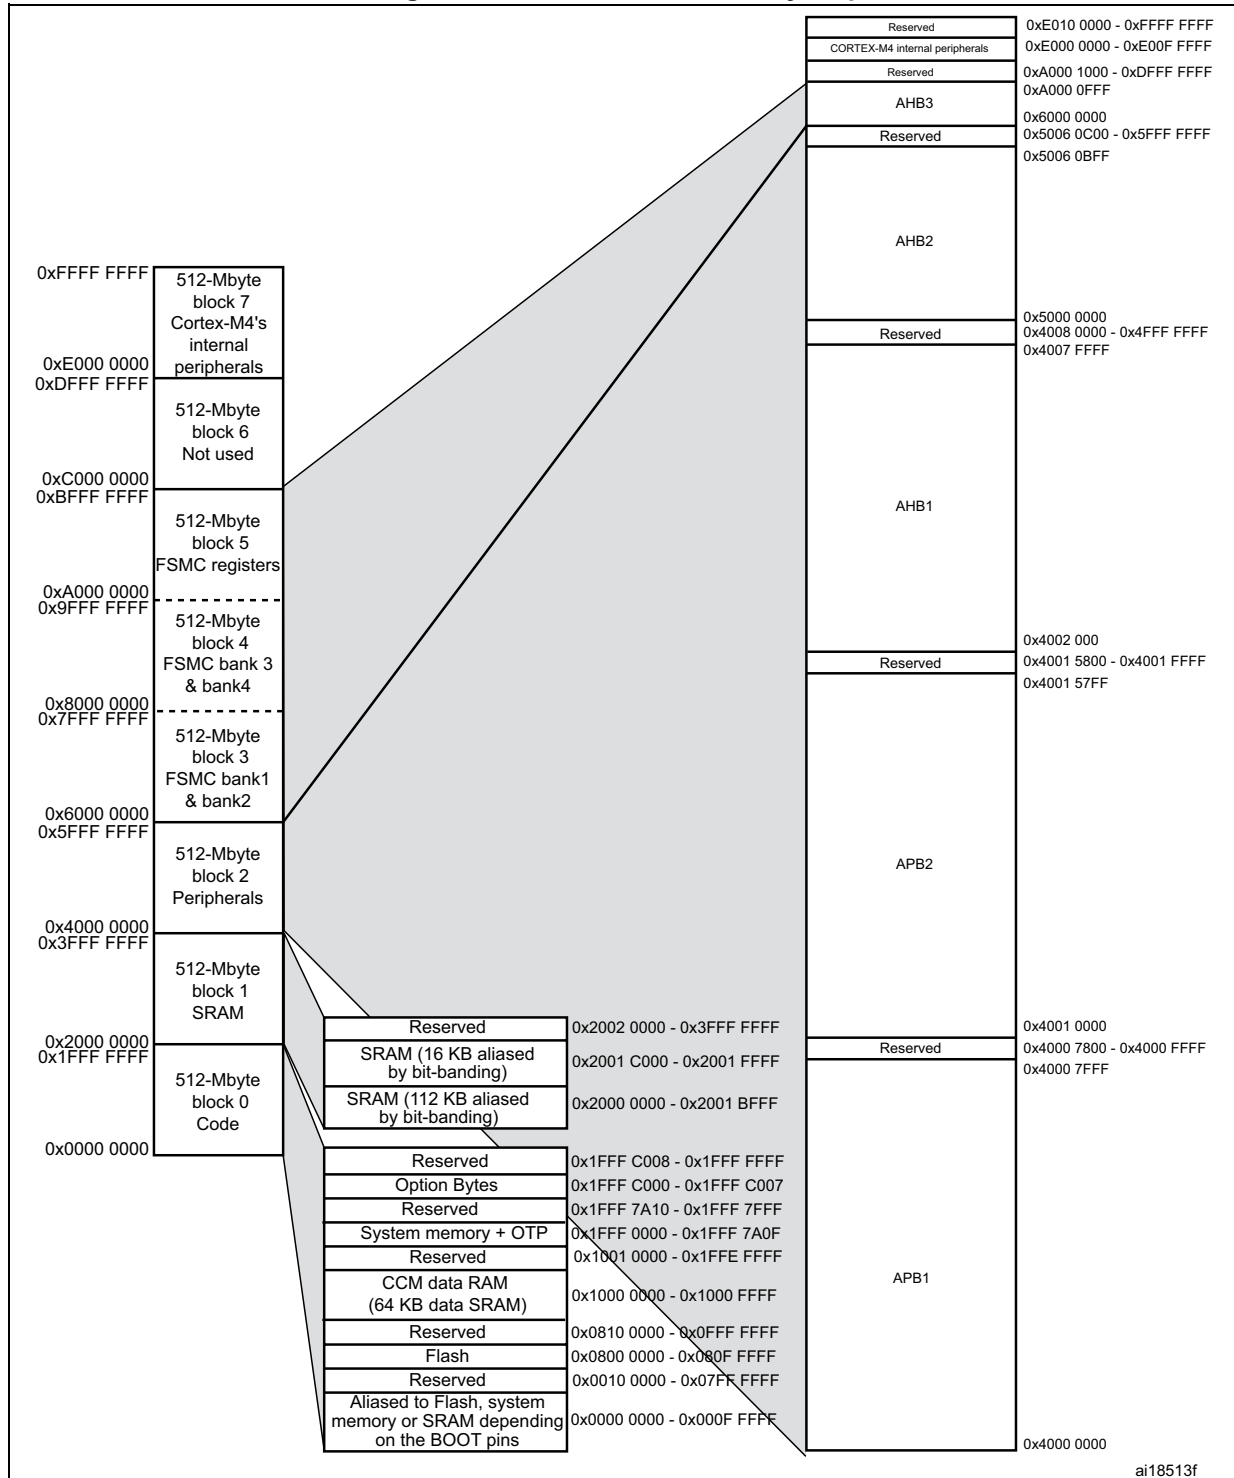 0xFFFF FFFF
512-Mbyte
block 7
Cortex-M4's
internal
peripherals
0xE000 0000
0xDFFF FFFF
512-Mbyte
block 6
Not used
0xC000 0000
0xBFFF FFFF
512-Mbyte
block 5
FSMC registers
0xA000 0000
0x9FFF FFFF
512-Mbyte
block 4
FSMC bank 3
& bank4
0x8000 0000
0x7FFF FFFF
512-Mbyte
block 3
FSMC bank1
& bank2
0x6000 0000
0x5FFF FFFF
512-Mbyte
block 2
Peripherals
0x4000 0000
0x3FFF FFFF
512-Mbyte
block 1
SRAM
0x2000 0000
0x1FFF FFFF
512-Mbyte
block 0
Code
0x0000 0000
Reserved 0x2002 0000 - 0x3FFF FFFF
SRAM (16 KB aliased
by bit-banding)
0x2001 C000 - 0x2001 FFFF
SRAM (112 KB aliased
by bit-banding)
0x2000 0000 - 0x2001 BFFF
Reserved 0x1FFF C008 - 0x1FFF FFFF
Option Bytes 0x1FFF C000 - 0x1FFF C007
Reserved 0x1FFF 7A10 - 0x1FFF 7FFF
System memory + OTP 0x1FFF 0000 - 0x1FFF 7A0F
Reserved 0x1001 0000 - 0x1FFE FFFF
CCM data RAM
(64 KB data SRAM)
0x1000 0000 - 0x1000 FFFF
Reserved 0x0810 0000 - 0x0FFF FFFF
Flash 0x0800 0000 - 0x080F FFFF
Reserved 0x0010 0000 - 0x07FF FFFF
Aliased to Flash, system
memory or SRAM depending
on the BOOT pins
0x0000 0000 - 0x000F FFFF
Reserved 0xE010 0000 - 0xFFFF FFFF
CORTEX-M4 internal peripherals 0xE000 0000 - 0xE00F FFFF
Reserved 0xA000 1000 - 0xDFFF FFFF
0xA000 0FFF
AHB3
0x6000 0000
Reserved 0x5006 0C00 - 0x5FFF FFFF
0x5006 0BFF
AHB2
0x5000 0000
Reserved 0x4008 0000 - 0x4FFF FFFF
0x4007 FFFF
AHB1
0x4002 000
Reserved 0x4001 5800 - 0x4001 FFFF
0x4001 57FF
APB2
0x4001 0000
Reserved 0x4000 7800 - 0x4000 FFFF
0x4000 7FFF
APB1
0x4000 0000
ai18513f